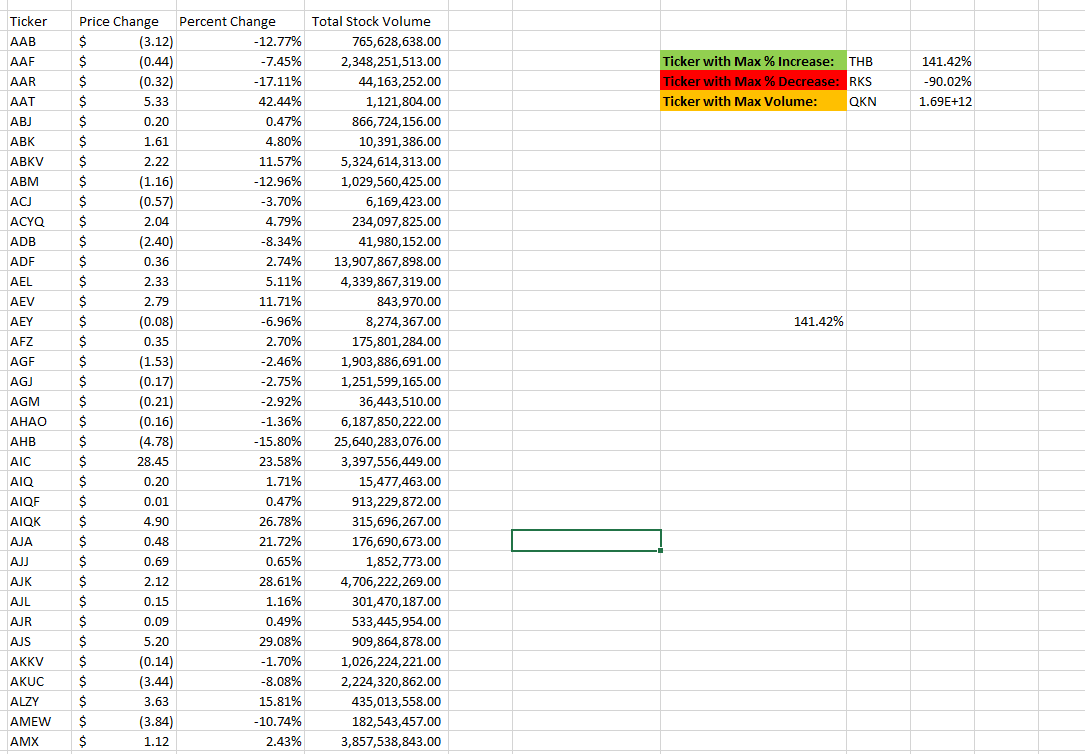 Ticker Price Change Percent Change Total Stock Volume
AAB $ (3.12) -12.77% 765,628,638.00
AAF $ (0.44) -7.45% 2,348,251,513.00 Ticker with Max % Increase: THB 141.42%
AAR $ (0.32) -17.11% 44,163,252.00 Ticker with Max % Decrease: RKS -90.02%
AAT $ 5.33 42.44% 1,121,804.00 Ticker with Max Volume: QKN 1.69E+12
ABJ $ 0.20 0.47% 866,724,156.00
ABK $ 1.61 4.80% 10,391,386.00
ABKV $ 2.22 11.57% 5,324,614,313.00
ABM $ (1.16) -12.96% 1,029,560,425.00
ACJ $ (0.57) -3.70% 6,169,423.00
ACYQ $ 2.04 4.79% 234,097,825.00
ADB $ (2.40) -8.34% 41,980,152.00
ADF $ 0.36 2.74% 13,907,867,898.00
AEL $ 2.33 5.11% 4,339,867,319.00
AEV $ 2.79 11.71% 843,970.00
AEY $ (0.08) -6.96% 8,274,367.00 141.42%
AFZ $ 0.35 2.70% 175,801,284.00
AGF $ (1.53) -2.46% 1,903,886,691.00
AGJ $ (0.17) -2.75% 1,251,599,165.00
AGM $ (0.21) -2.92% 36,443,510.00
AHAO $ (0.16) -1.36% 6,187,850,222.00
AHB $ (4.78) -15.80% 25,640,283,076.00
AIC $ 28.45 23.58% 3,397,556,449.00
AIQ $ 0.20 1.71% 15,477,463.00
AIQF $ 0.01 0.47% 913,229,872.00
AIQK $ 4.90 26.78% 315,696,267.00
AJA $ 0.48 21.72% 176,690,673.00
AJJ $ 0.69 0.65% 1,852,773.00
AJK $ 2.12 28.61% 4,706,222,269.00
AJL $ 0.15 1.16% 301,470,187.00
AJR $ 0.09 0.49% 533,445,954.00
AJS $ 5.20 29.08% 909,864,878.00
AKKV $ (0.14) -1.70% 1,026,224,221.00
AKUC $ (3.44) -8.08% 2,224,320,862.00
ALZY $ 3.63 15.81% 435,013,558.00
AMEW $ (3.84) -10.74% 182,543,457.00
AMX $ 1.12 2.43% 3,857,538,843.00